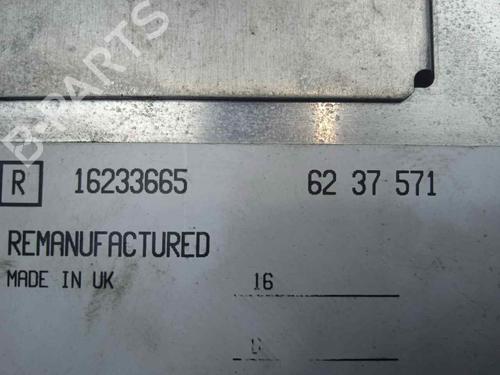 B-PARTS
R 16233665 62 37 571
REMANUFACTURED
MADE IN UK 16